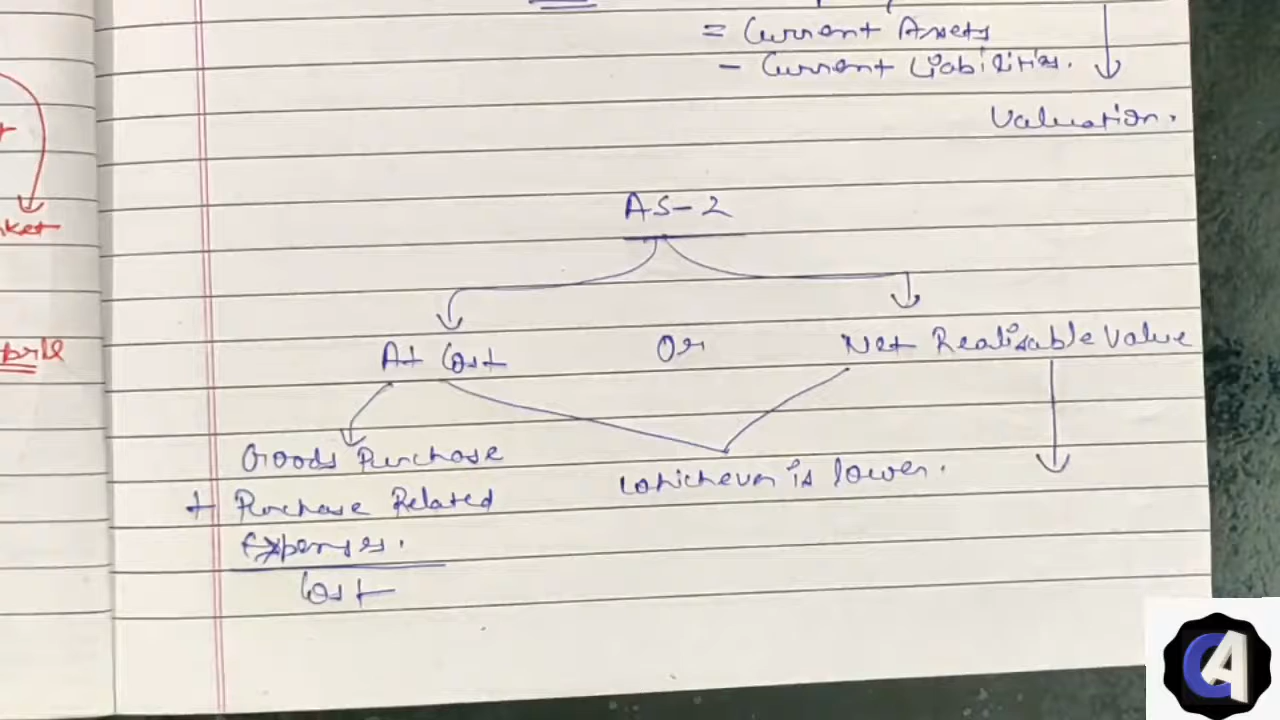 = Current Assets
- Current Liabilities.
Valuation.
AS-2
At Cost Or Net Realisable Value
Goods Purchase
whichever is lower.
+ Purchase Related
Expenses.
Cost
CA